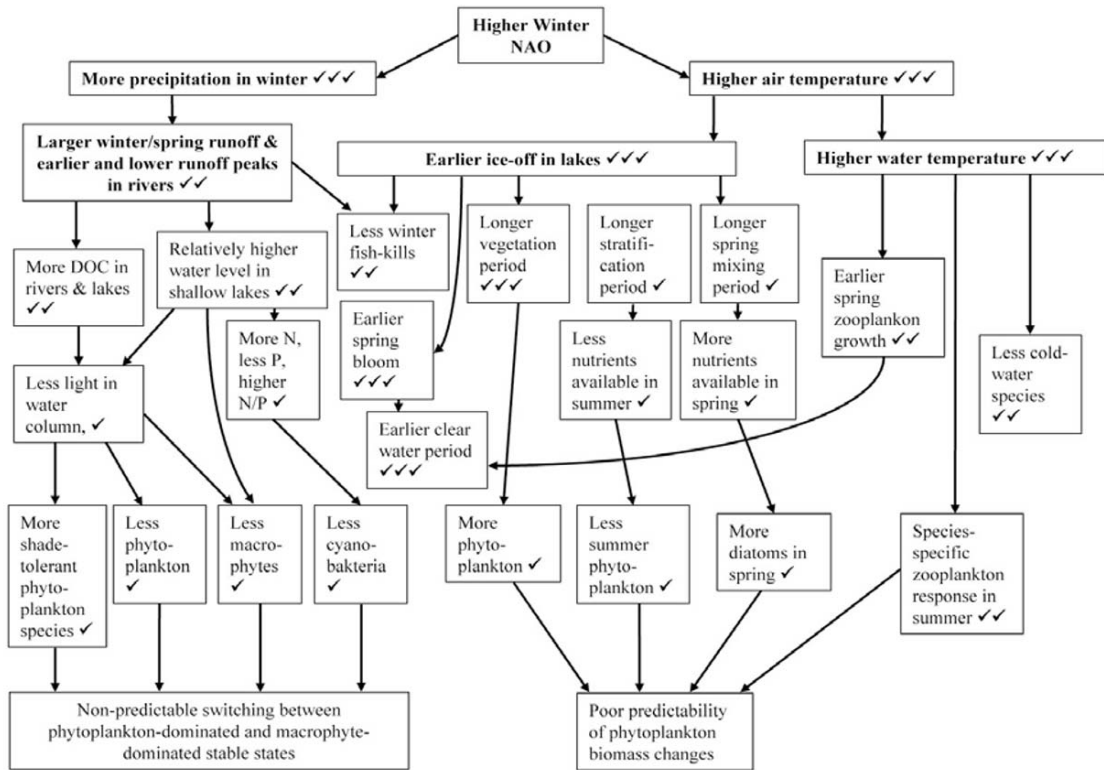 Higher Winter
NAO
More precipitation in winter ✓✓✓
Higher air temperature ✓✓✓
Larger winter/spring runoff &
earlier and lower runoff peaks
in rivers ✓✓
Earlier ice-off in lakes ✓✓✓
Higher water temperature ✓✓✓
More DOC in
rivers & lakes
✓✓
Relatively higher
water level in
shallow lakes ✓✓
Less winter
fish-kills
✓✓
Longer
vegetation
period
✓✓✓
Longer
stratifi-
cation
period ✓
Longer
spring
mixing
period ✓
Earlier
spring
zooplankon
growth ✓✓
Less cold-
water
species
✓✓
Less light in
water
column, ✓
More N,
less P,
higher
N/P ✓
Earlier
spring
bloom
✓✓✓
Less
nutrients
available in
summer ✓
More
nutrients
available in
spring ✓
Earlier clear
water period
✓✓✓
More
shade-
tolerant
phyto-
plankton
species ✓
Less
phyto-
plankton
✓
Less
macro-
phytes
✓
Less
cyano-
bakteria
✓
More
phyto-
plankton ✓
Less
summer
phyto-
plankton ✓
More
diatoms in
spring ✓
Species-
specific
zooplankton
response in
summer ✓✓
Non-predictable switching between
phytoplankton-dominated and macrophyte-
dominated stable states
Poor predictability
of phytoplankton
biomass changes